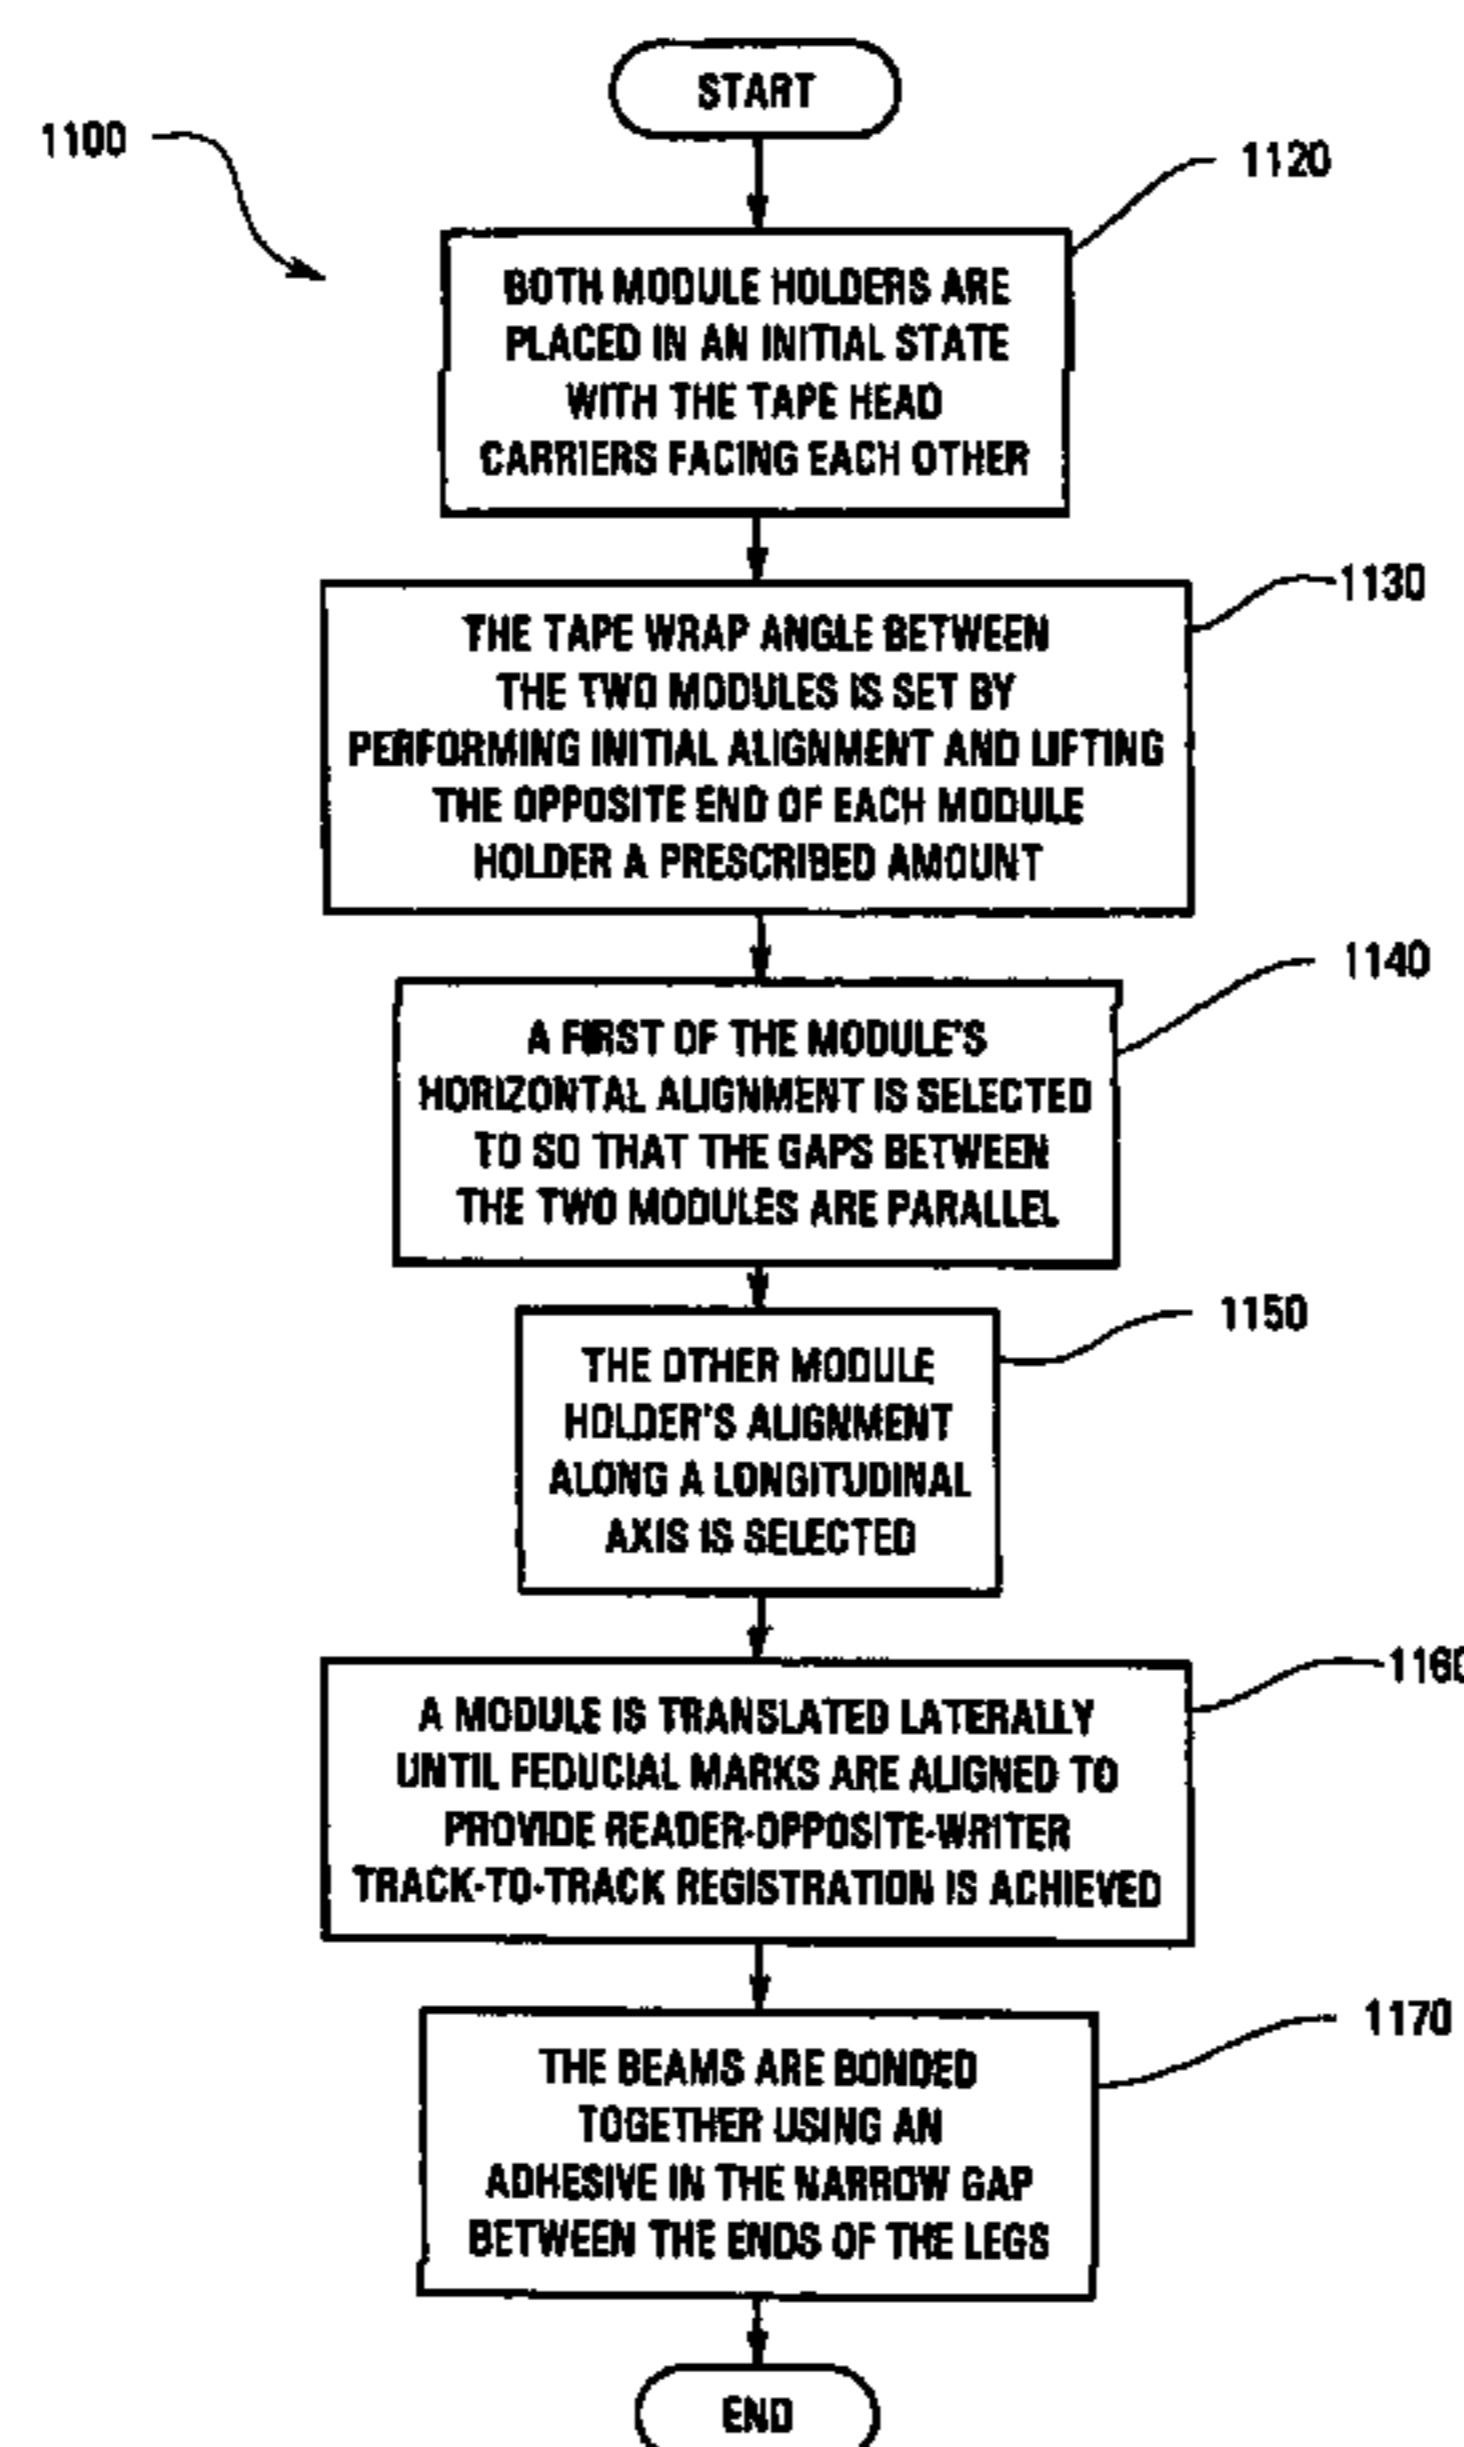 START
1100
1120
BOTH MODULE HOLDERS ARE
PLACED IN AN INITIAL STATE
WITH THE TAPE HEAD
CARRIERS FACING EACH OTHER
1130
THE TAPE WRAP ANGLE BETWEEN
THE TWO MODULES IS SET BY
PERFORMING INITIAL ALIGNMENT AND LIFTING
THE OPPOSITE END OF EACH MODULE
HOLDER A PRESCRIBED AMOUNT
1140
A FIRST OF THE MODULE'S
HORIZONTAL ALIGNMENT IS SELECTED
TO SO THAT THE GAPS BETWEEN
THE TWO MODULES ARE PARALLEL
1150
THE OTHER MODULE
HOLDER'S ALIGNMENT
ALONG A LONGITUDINAL
AXIS IS SELECTED
1160
A MODULE IS TRANSLATED LATERALLY
UNTIL FEDUCIAL MARKS ARE ALIGNED TO
PROVIDE READER-OPPOSITE-WRITER
TRACK-TO-TRACK REGISTRATION IS ACHIEVED
1170
THE BEAMS ARE BONDED
TOGETHER USING AN
ADHESIVE IN THE NARROW GAP
BETWEEN THE ENDS OF THE LEGS
END